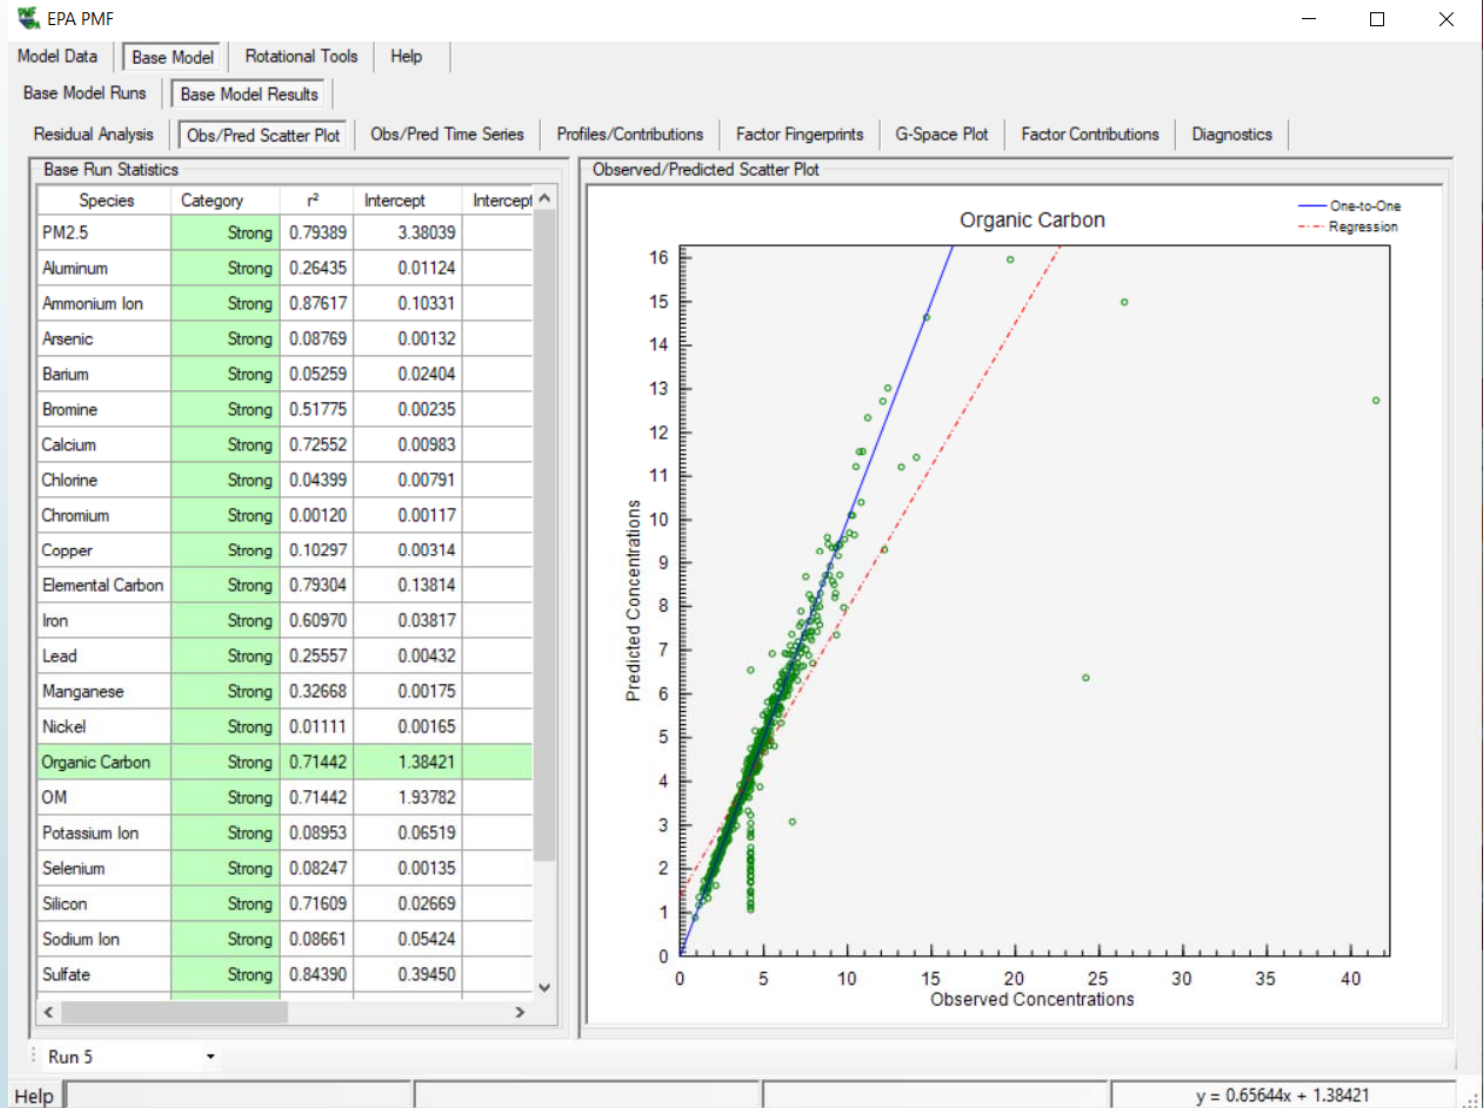 EPA PMF
Model Data Base Model Rotational Tools Help
Base Model Runs Base Model Results
Residual Analysis Obs/Pred Scatter Plot Obs/Pred Time Series Profiles/Contributions Factor Fingerprints G-Space Plot Factor Contributions Diagnostics
Base Run Statistics
Species Category r² Intercept Intercept
PM2.5 Strong 0.79389 3.38039
Aluminum Strong 0.26435 0.01124
Ammonium Ion Strong 0.87617 0.10331
Arsenic Strong 0.08769 0.00132
Barium Strong 0.05259 0.02404
Bromine Strong 0.51775 0.00235
Calcium Strong 0.72552 0.00983
Chlorine Strong 0.04399 0.00791
Chromium Strong 0.00120 0.00117
Copper Strong 0.10297 0.00314
Elemental Carbon Strong 0.79304 0.13814
Iron Strong 0.60970 0.03817
Lead Strong 0.25557 0.00432
Manganese Strong 0.32668 0.00175
Nickel Strong 0.01111 0.00165
Organic Carbon Strong 0.71442 1.38421
OM Strong 0.71442 1.93782
Potassium Ion Strong 0.08953 0.06519
Selenium Strong 0.08247 0.00135
Silicon Strong 0.71609 0.02669
Sodium Ion Strong 0.08661 0.05424
Sulfate Strong 0.84390 0.39450
Observed/Predicted Scatter Plot
Organic Carbon
One-to-One
Regression
Predicted Concentrations
16
15
14
13
12
11
10
9
8
7
6
5
4
3
2
1
0
0 5 10 15 20 25 30 35 40
Observed Concentrations
Run 5
Help
y = 0.65644x + 1.38421